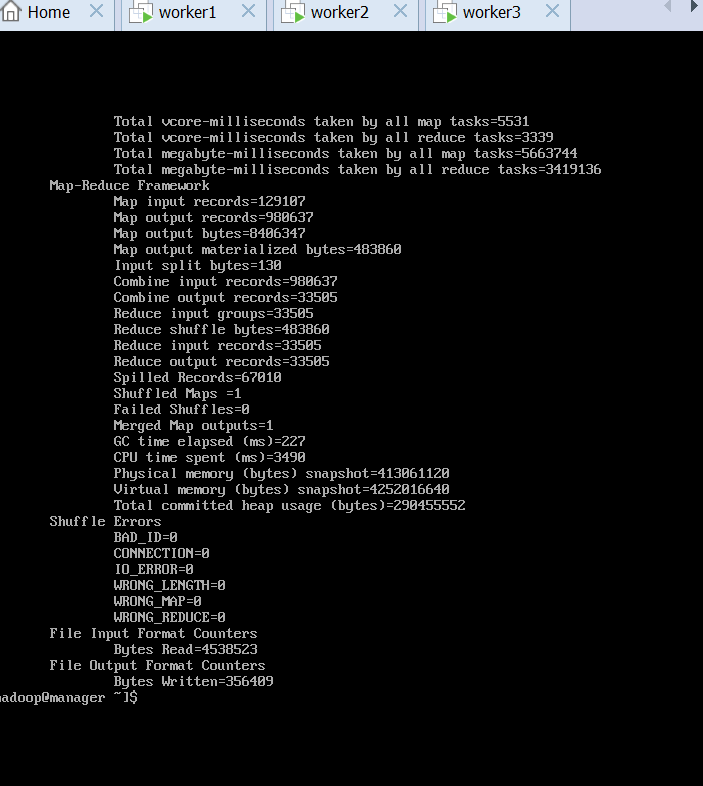 Home
worker1
worker2
worker3
Total vcore-milliseconds taken by all map tasks=5531
Total vcore-milliseconds taken by all reduce tasks=3339
Total megabyte-milliseconds taken by all map tasks=5663744
Total megabyte-milliseconds taken by all reduce tasks=3419136
Map-Reduce Framework
Map input records=129107
Map output records=980637
Map output bytes=8406347
Map output materialized bytes=483860
Input split bytes=130
Combine input records=980637
Combine output records=33505
Reduce input groups=33505
Reduce shuffle bytes=483860
Reduce input records=33505
Reduce output records=33505
Spilled Records=67010
Shuffled Maps =1
Failed Shuffles=0
Merged Map outputs=1
GC time elapsed (ms)=227
CPU time spent (ms)=3490
Physical memory (bytes) snapshot=413061120
Virtual memory (bytes) snapshot=4252016640
Total committed heap usage (bytes)=290455552
Shuffle Errors
BAD_ID=0
CONNECTION=0
IO_ERROR=0
WRONG_LENGTH=0
WRONG_MAP=0
WRONG_REDUCE=0
File Input Format Counters
Bytes Read=4538523
File Output Format Counters
Bytes Written=356409
adoop@manager ~]$